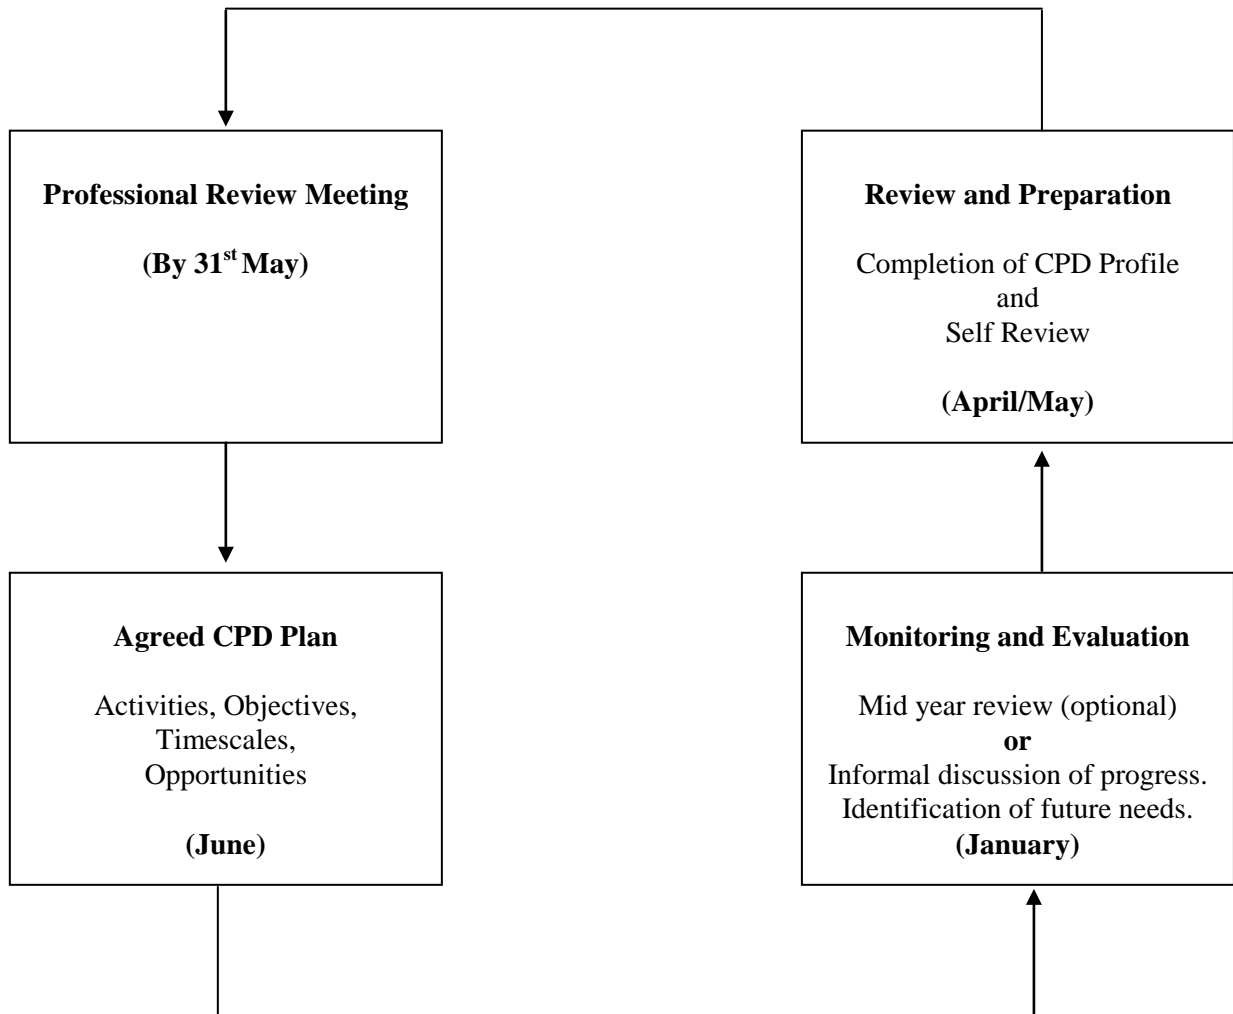 Professional Review Meeting
(By 31st May)
Review and Preparation
Completion of CPD Profile
and
Self Review
(April/May)
Agreed CPD Plan
Activities, Objectives,
Timescales,
Opportunities
(June)
Monitoring and Evaluation
Mid year review (optional)
or
Informal discussion of progress.
Identification of future needs.
(January)